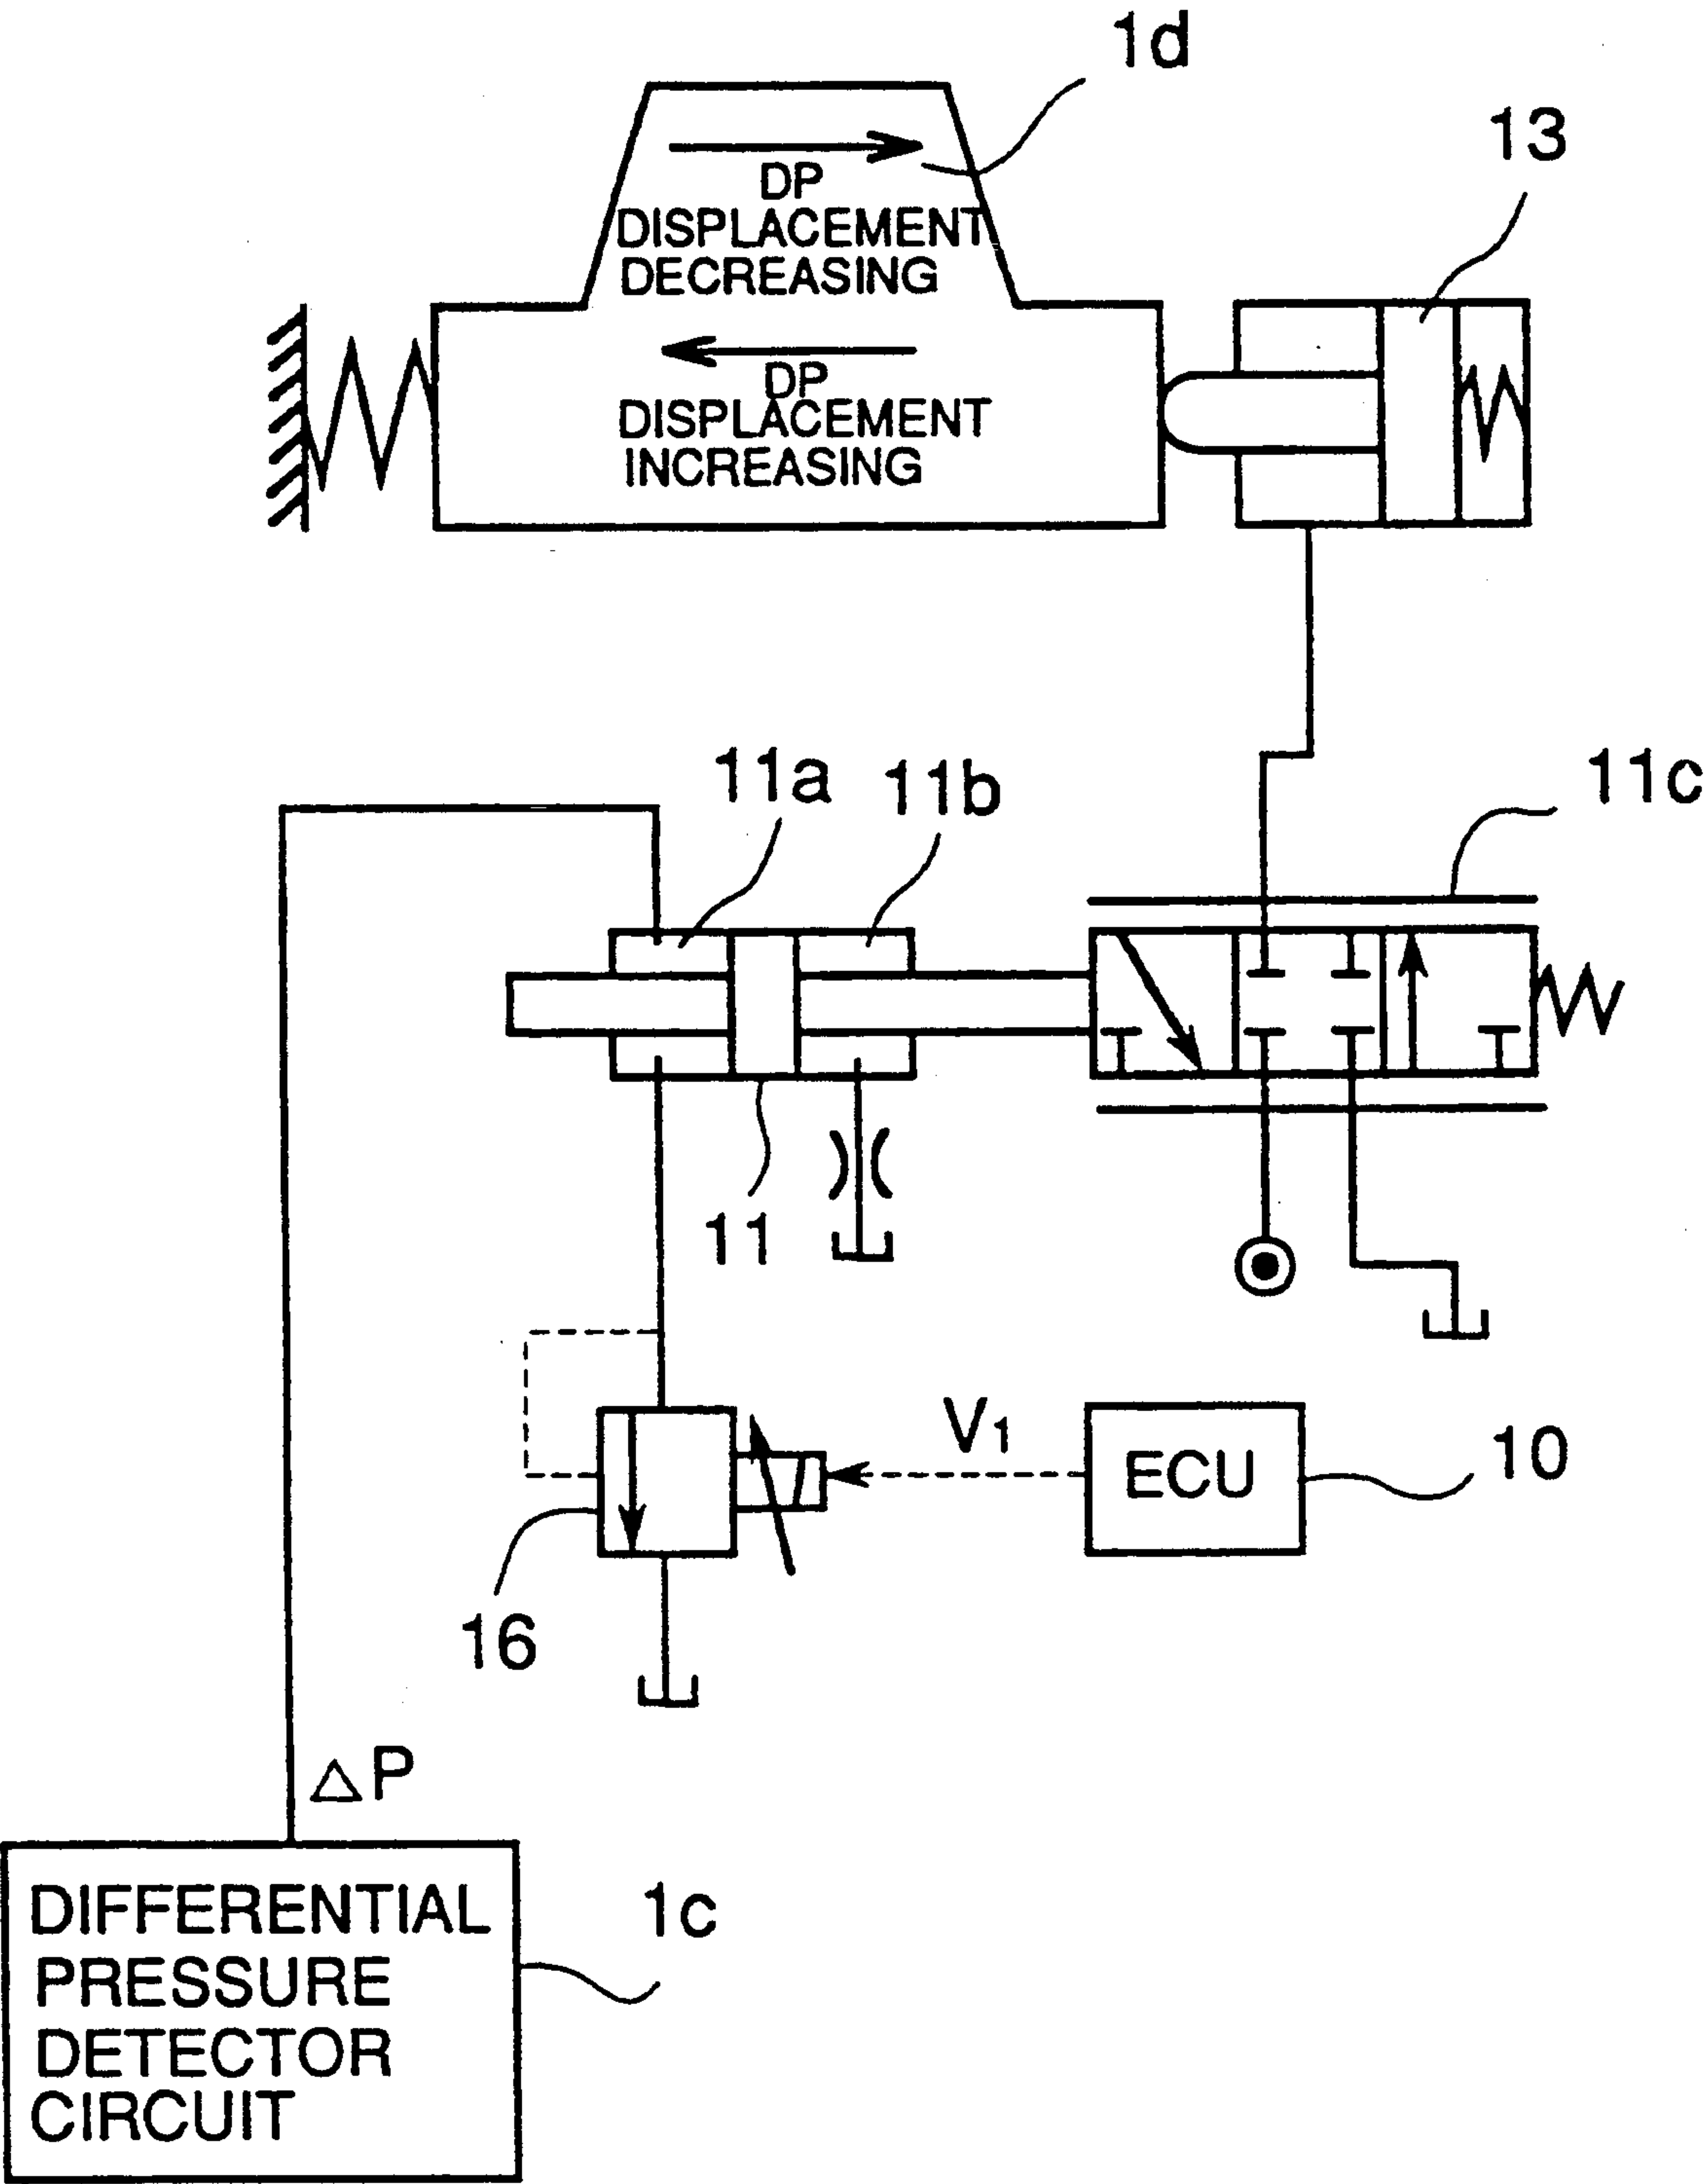 1d
13
DP
DISPLACEMENT
DECREASING
DP
DISPLACEMENT
INCREASING
11a
11b
11c
11
V1
ECU
10
16
△P
DIFFERENTIAL
PRESSURE
DETECTOR
CIRCUIT
1c